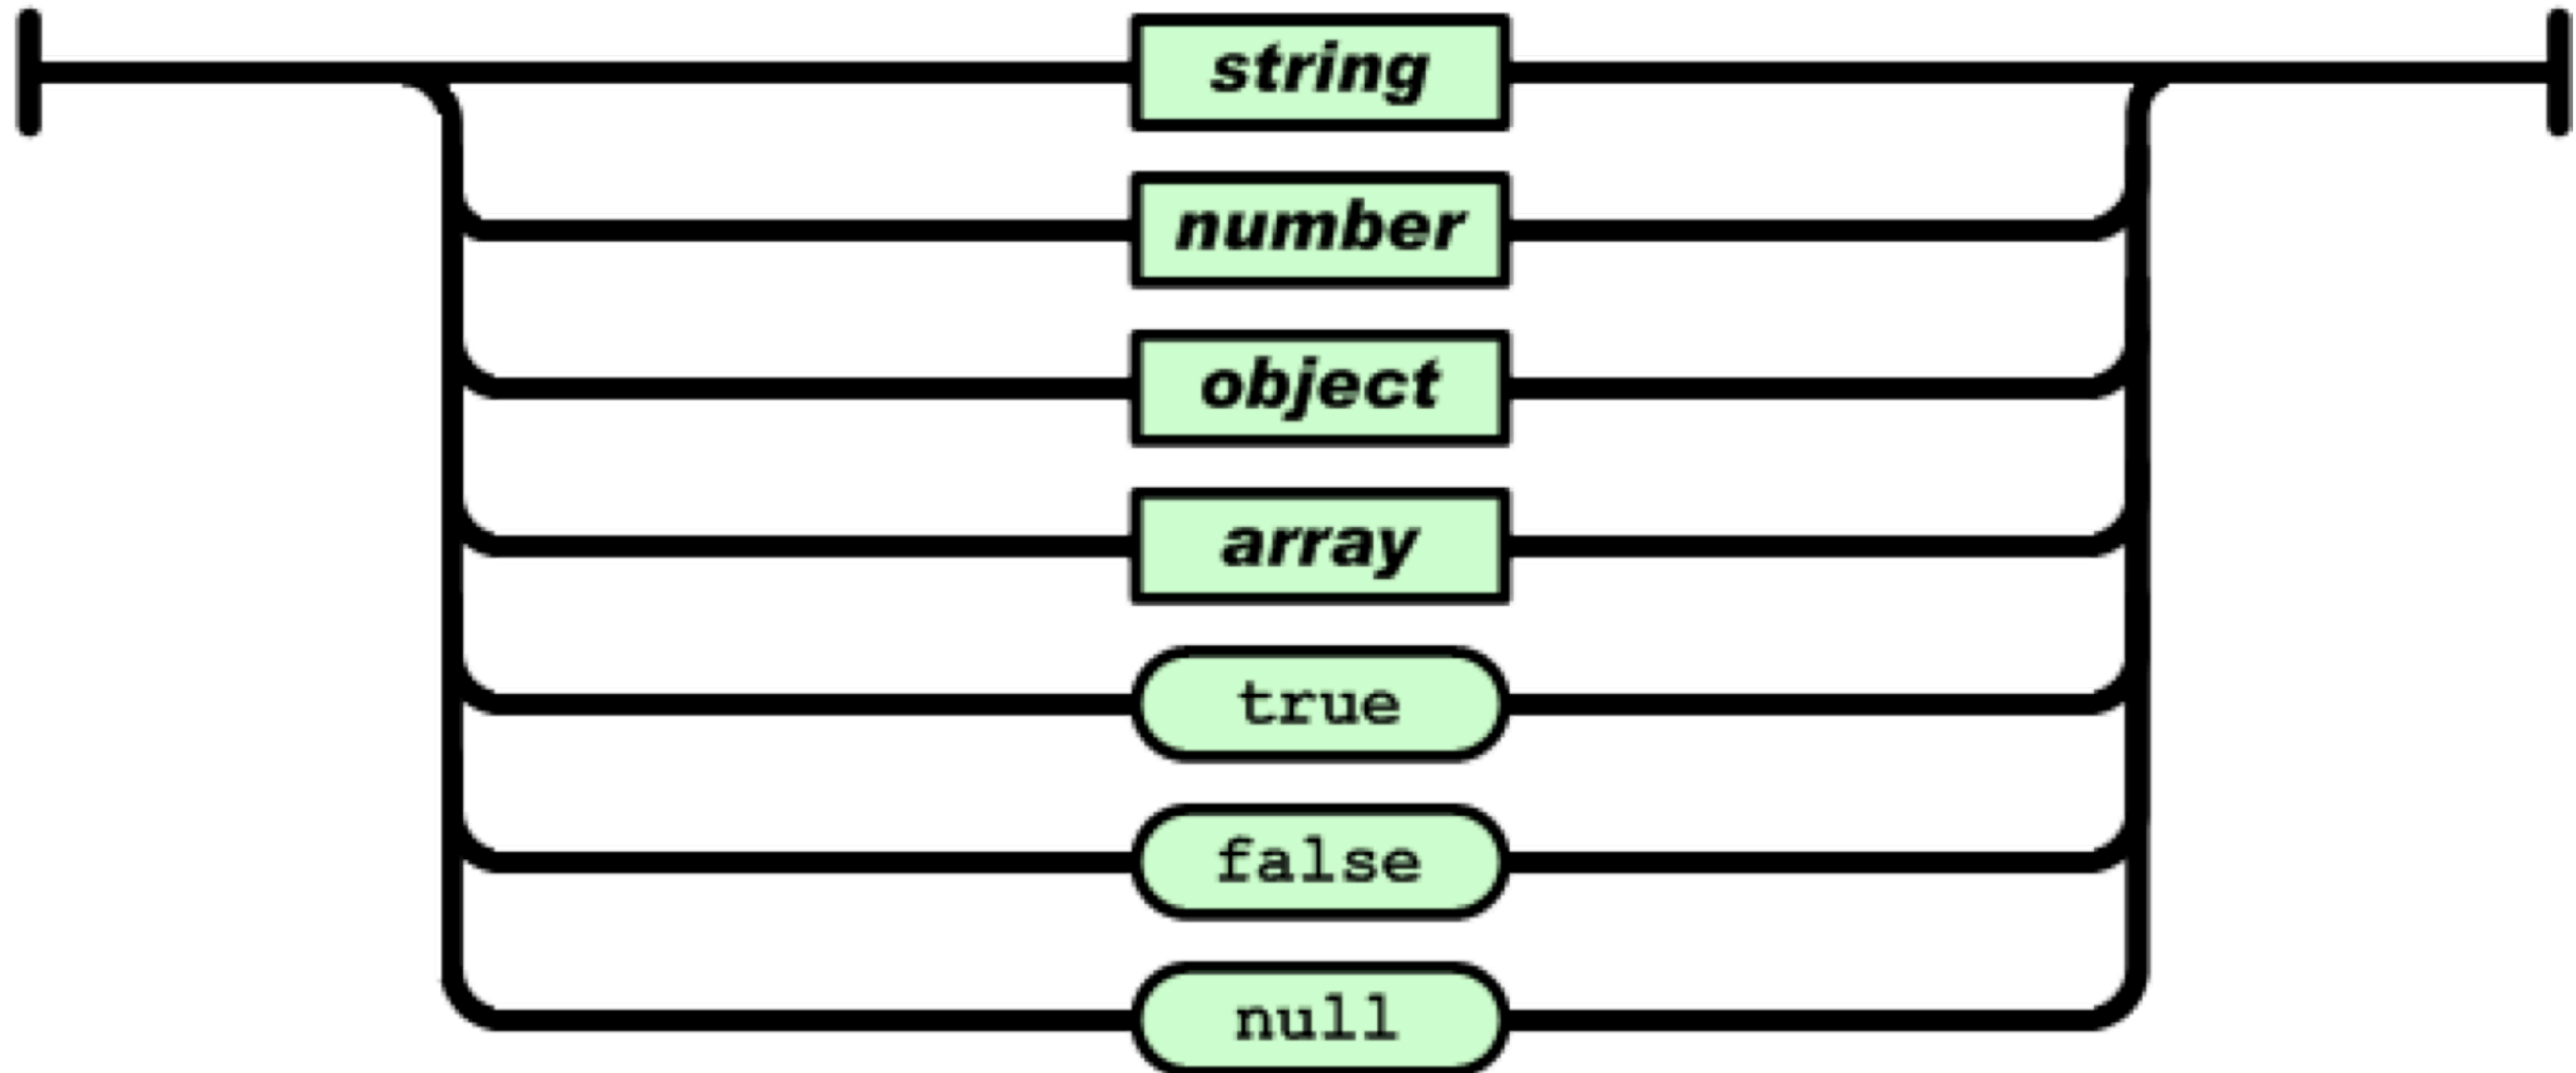 string
number
object
array
true
false
null